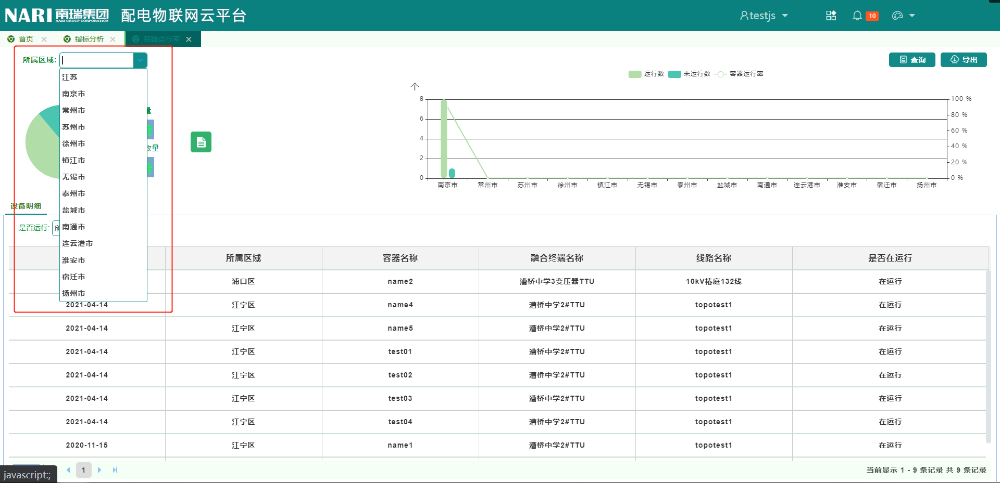 NARI 南瑞集团 NARI GROUP CORPORATION 配电物联网云平台 testjs 10
首页 指标分析 容器运行率
所属区域: 查询 导出
江苏
南京市
常州市
苏州市
徐州市
镇江市
无锡市
泰州市
盐城市
南通市
连云港市
淮安市
宿迁市
扬州市
量
数量
运行数 未运行数 容器运行率
个
8 100 %
80 %
6
60 %
4
40 %
2
20 %
0 0 %
南京市 常州市 苏州市 徐州市 镇江市 无锡市 泰州市 盐城市 南通市 连云港市 淮安市 宿迁市 扬州市
设备明细
是否运行: 所
所属区域 容器名称 融合终端名称 线路名称 是否在运行
浦口区 name2 漕桥中学3变压器TTU 10kV椿庭132线 在运行
2021-04-14 江宁区 name4 漕桥中学2#TTU topotest1 在运行
2021-04-14 江宁区 name5 漕桥中学2#TTU topotest1 在运行
2021-04-14 江宁区 test01 漕桥中学2#TTU topotest1 在运行
2021-04-14 江宁区 test02 漕桥中学2#TTU topotest1 在运行
2021-04-14 江宁区 test03 漕桥中学2#TTU topotest1 在运行
2021-04-14 江宁区 test04 漕桥中学2#TTU topotest1 在运行
2020-11-15 江宁区 name1 漕桥中学2#TTU topotest1 在运行
1 当前显示 1 - 9 条记录 共 9 条记录
javascript:;